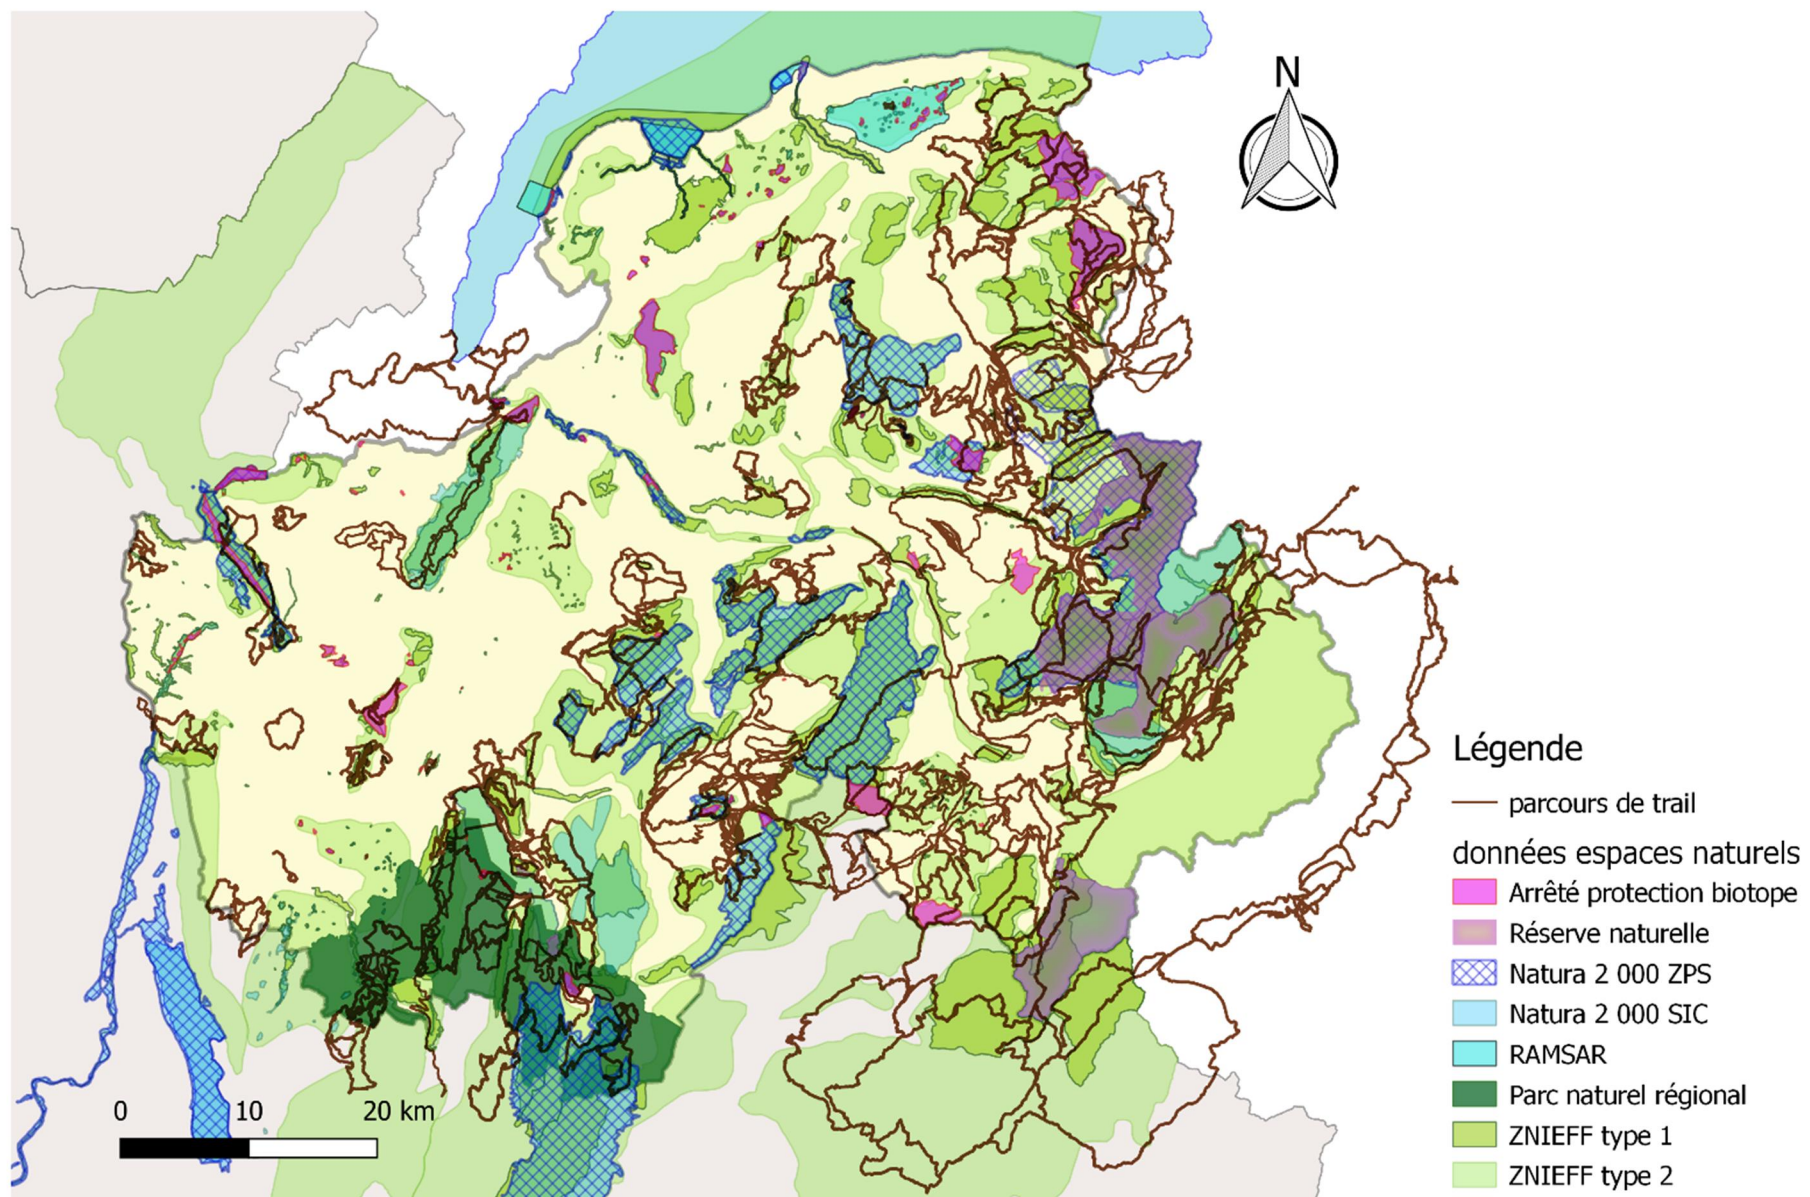 N
Légende
parcours de trail
données espaces naturels
Arrêté protection biotope
Réserve naturelle
Natura 2 000 ZPS
Natura 2 000 SIC
RAMSAR
Parc naturel régional
ZNIEFF type 1
ZNIEFF type 2
0 10 20 km